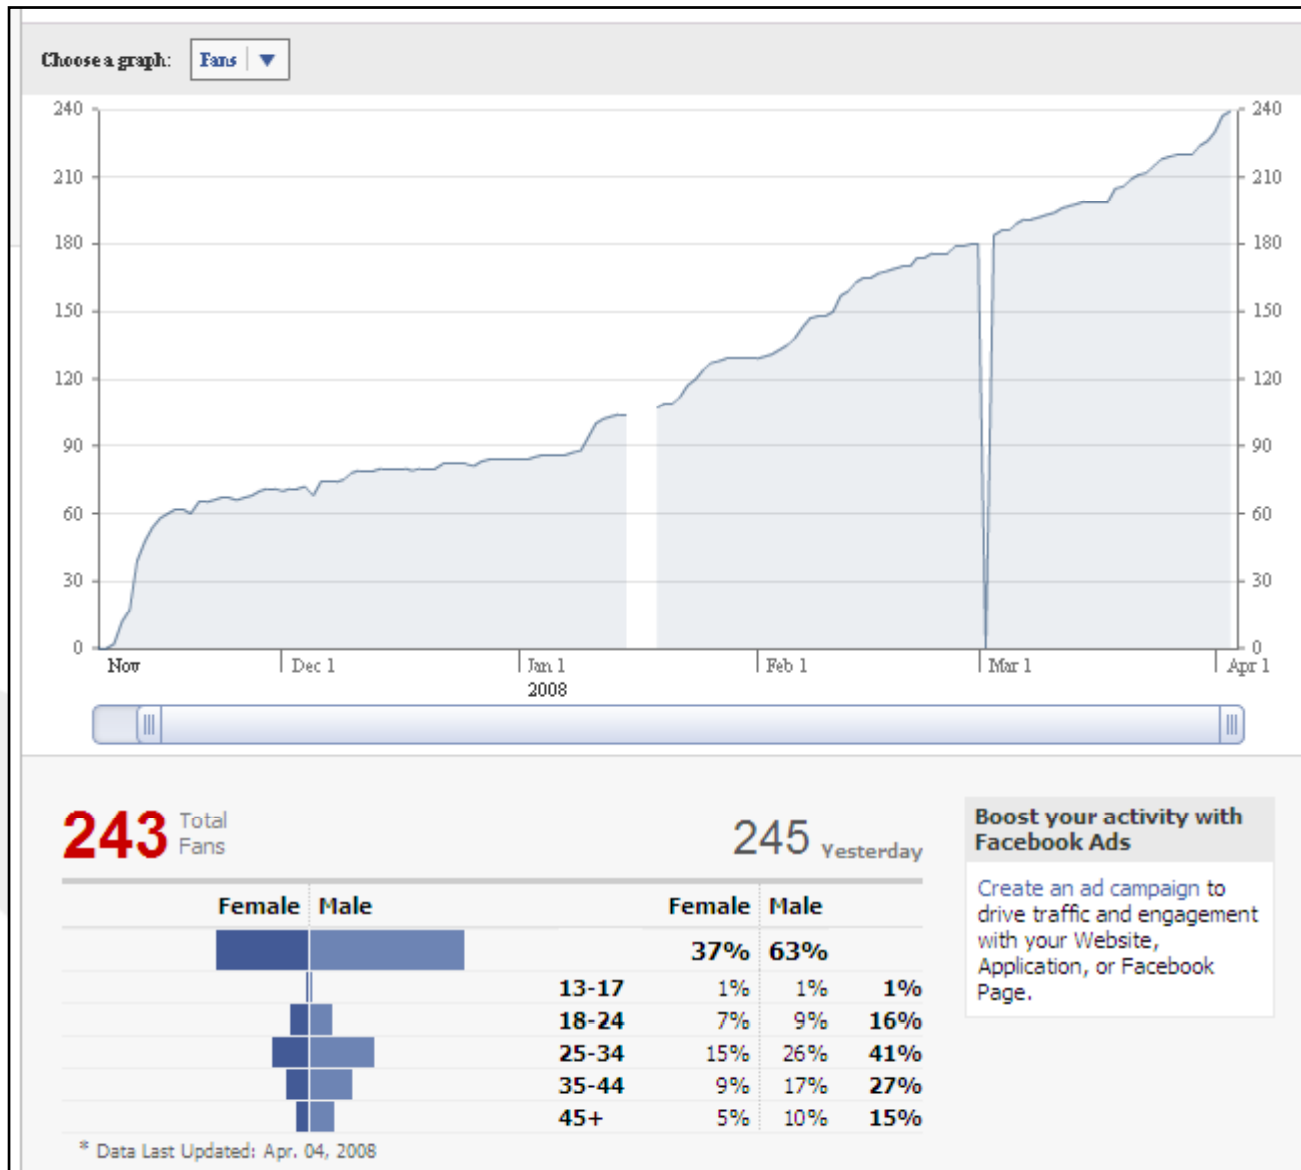 Choose a graph: Fans
240 240
210 210
180 180
150 150
120 120
90 90
60 60
30 30
0 0
Nov Dec 1 Jan 1 Feb 1 Mar 1 Apr 1
2008
243 Total Fans 245 Yesterday
Boost your activity with
Facebook Ads
Create an ad campaign to
drive traffic and engagement
with your Website,
Application, or Facebook
Page.
Female Male Female Male
37% 63%
13-17 1% 1% 1%
18-24 7% 9% 16%
25-34 15% 26% 41%
35-44 9% 17% 27%
45+ 5% 10% 15%
* Data Last Updated: Apr. 04, 2008